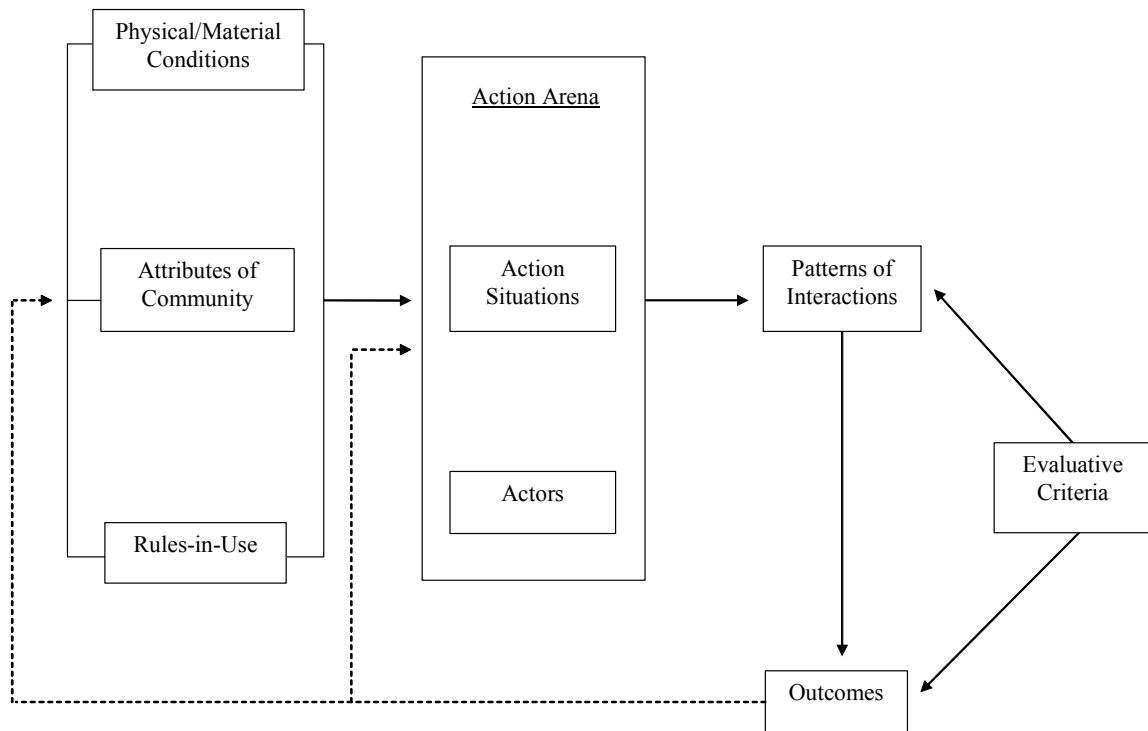 Physical/Material
Conditions
Attributes of
Community
Rules-in-Use
Action Arena
Action
Situations
Actors
Patterns of
Interactions
Outcomes
Evaluative
Criteria